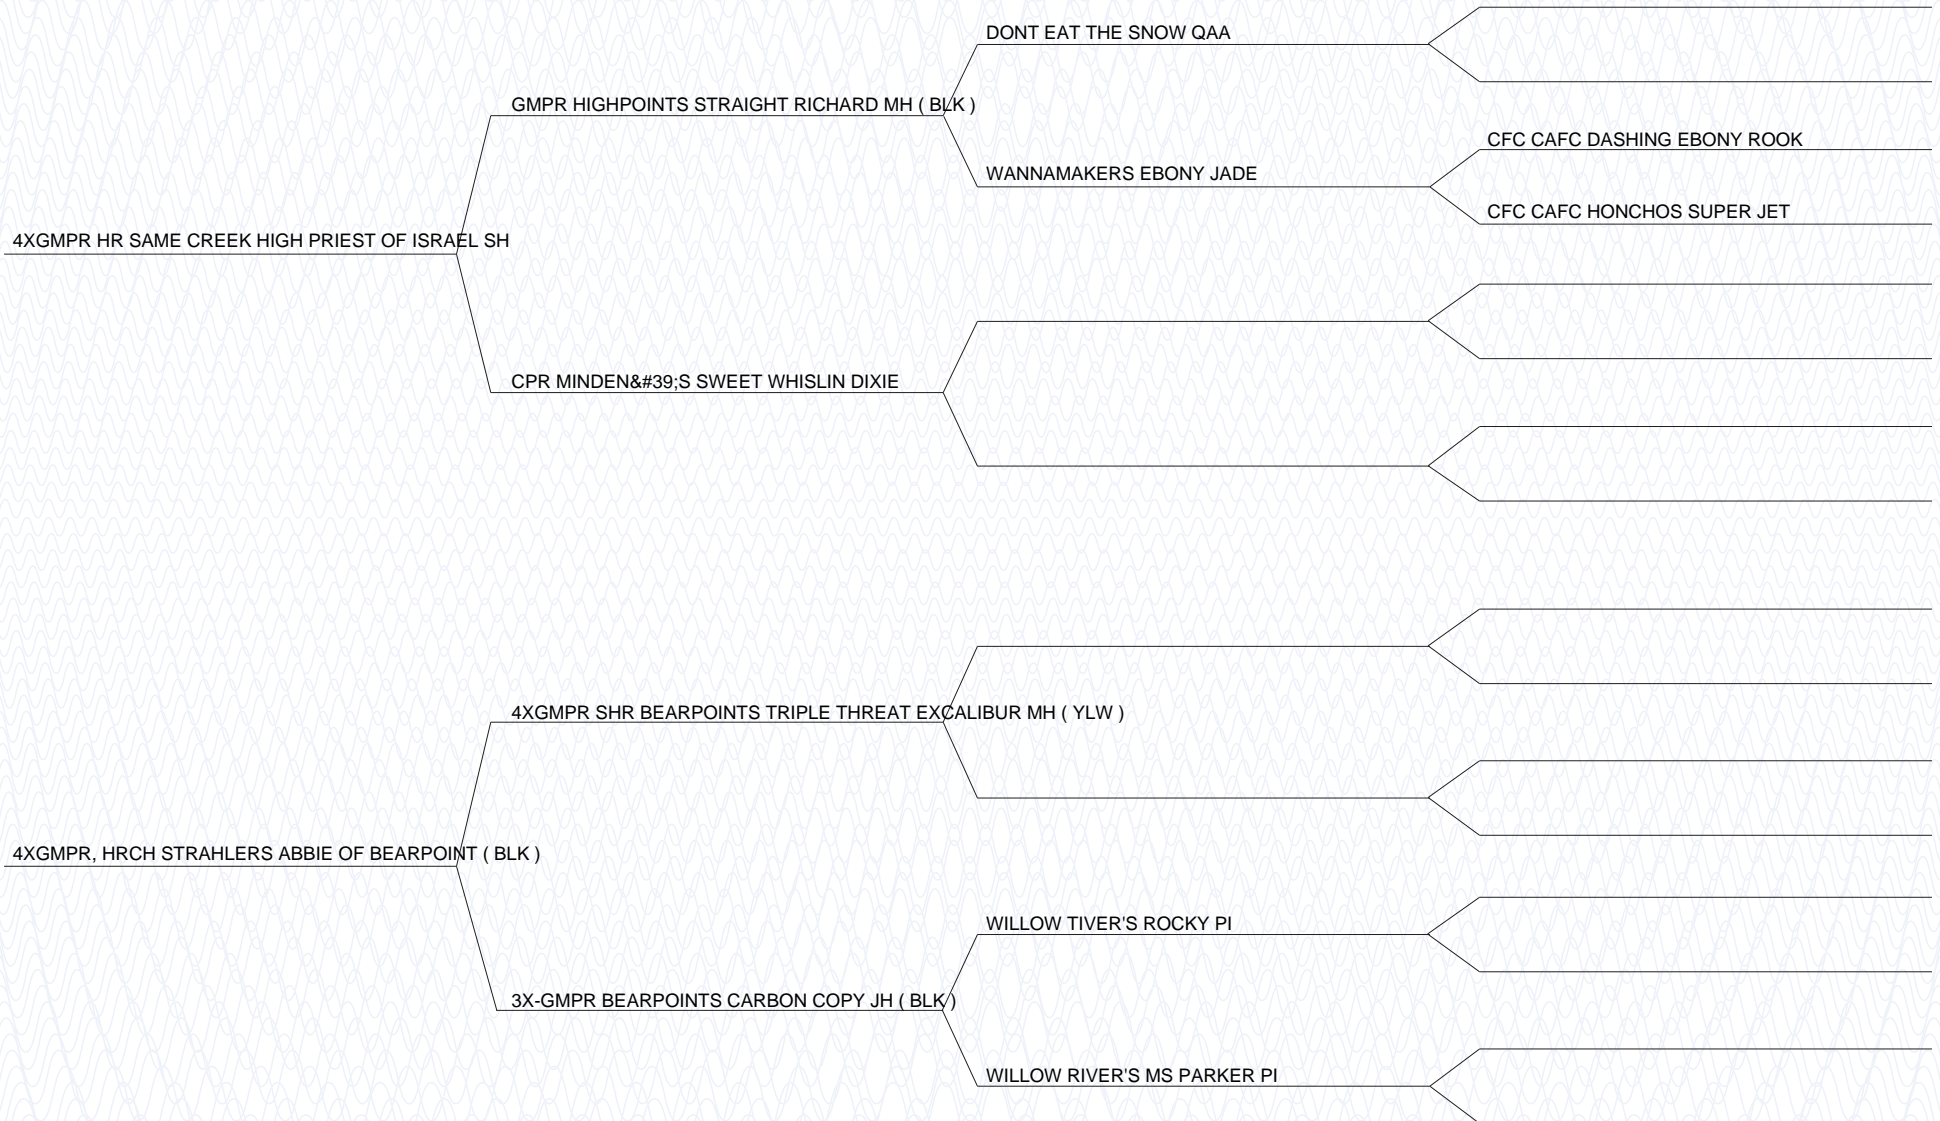 DONT EAT THE SNOW QAA
GMPR HIGHPOINTS STRAIGHT RICHARD MH ( BLK )
CFC CAFC DASHING EBONY ROOK
WANNAMAKERS EBONY JADE
CFC CAFC HONCHOS SUPER JET
4XGMPR HR SAME CREEK HIGH PRIEST OF ISRAEL SH
CPR MINDEN&#39;S SWEET WHISLIN DIXIE
4XGMPR SHR BEARPOINTS TRIPLE THREAT EXCALIBUR MH ( YLW )
4XGMPR, HRCH STRAHLERS ABBIE OF BEARPOINT ( BLK )
WILLOW TIVER'S ROCKY PI
3X-GMPR BEARPOINTS CARBON COPY JH ( BLK )
WILLOW RIVER'S MS PARKER PI